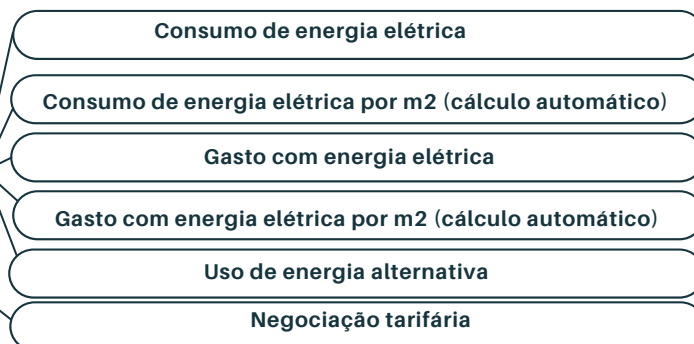 Consumo de energia elétrica
Consumo de energia elétrica por m2 (cálculo automático)
Gasto com energia elétrica
Gasto com energia elétrica por m2 (cálculo automático)
Uso de energia alternativa
Negociação tarifária